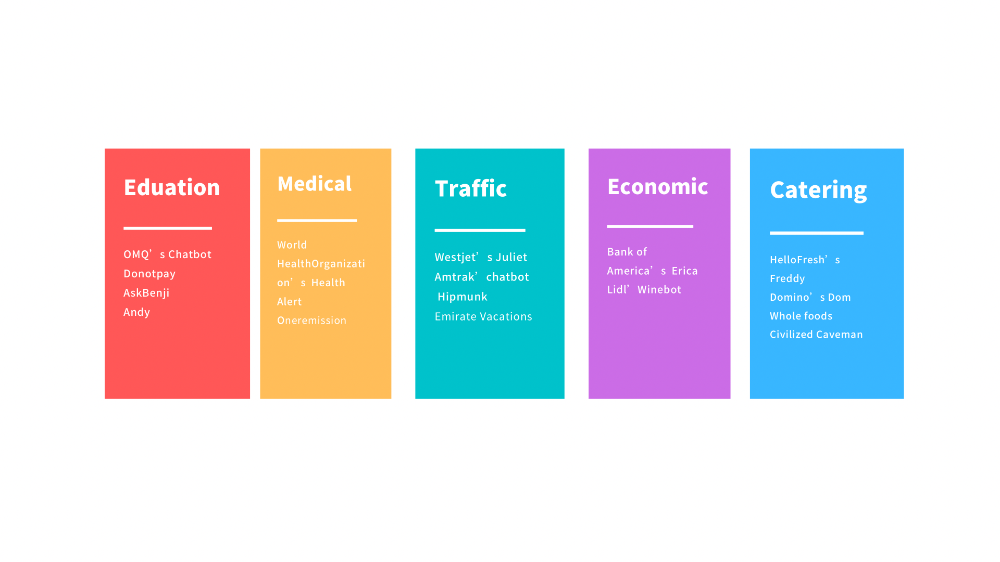 Eduation
OMQ’s Chatbot
Donotpay
AskBenji
Andy
Medical
World
HealthOrganizati
on’s Health
Alert
Oneremission
Traffic
Westjet’s Juliet
Amtrak’chatbot
Hipmunk
Emirate Vacations
Economic
Bank of
America’s Erica
Lidl’Winebot
Catering
HelloFresh’s
Freddy
Domino’s Dom
Whole foods
Civilized Caveman